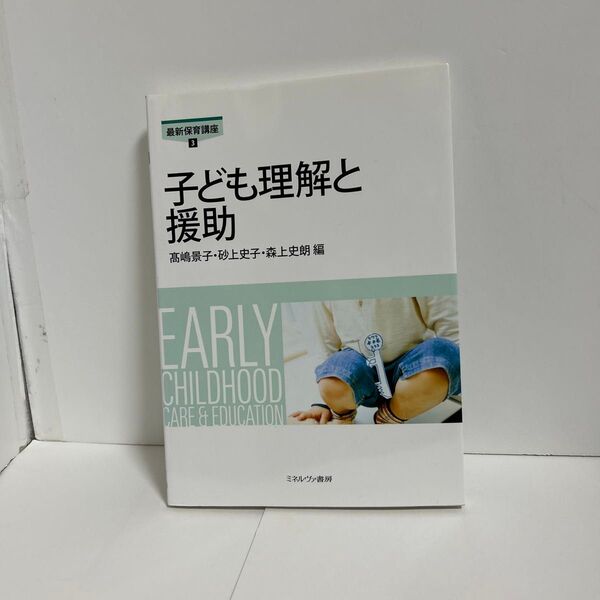 最新保育講座
3
子ども理解と
援助
髙嶋景子・砂上史子・森上史朗 編
EARLY
CHILDHOOD
CARE & EDUCATION
ミネルヴァ書房